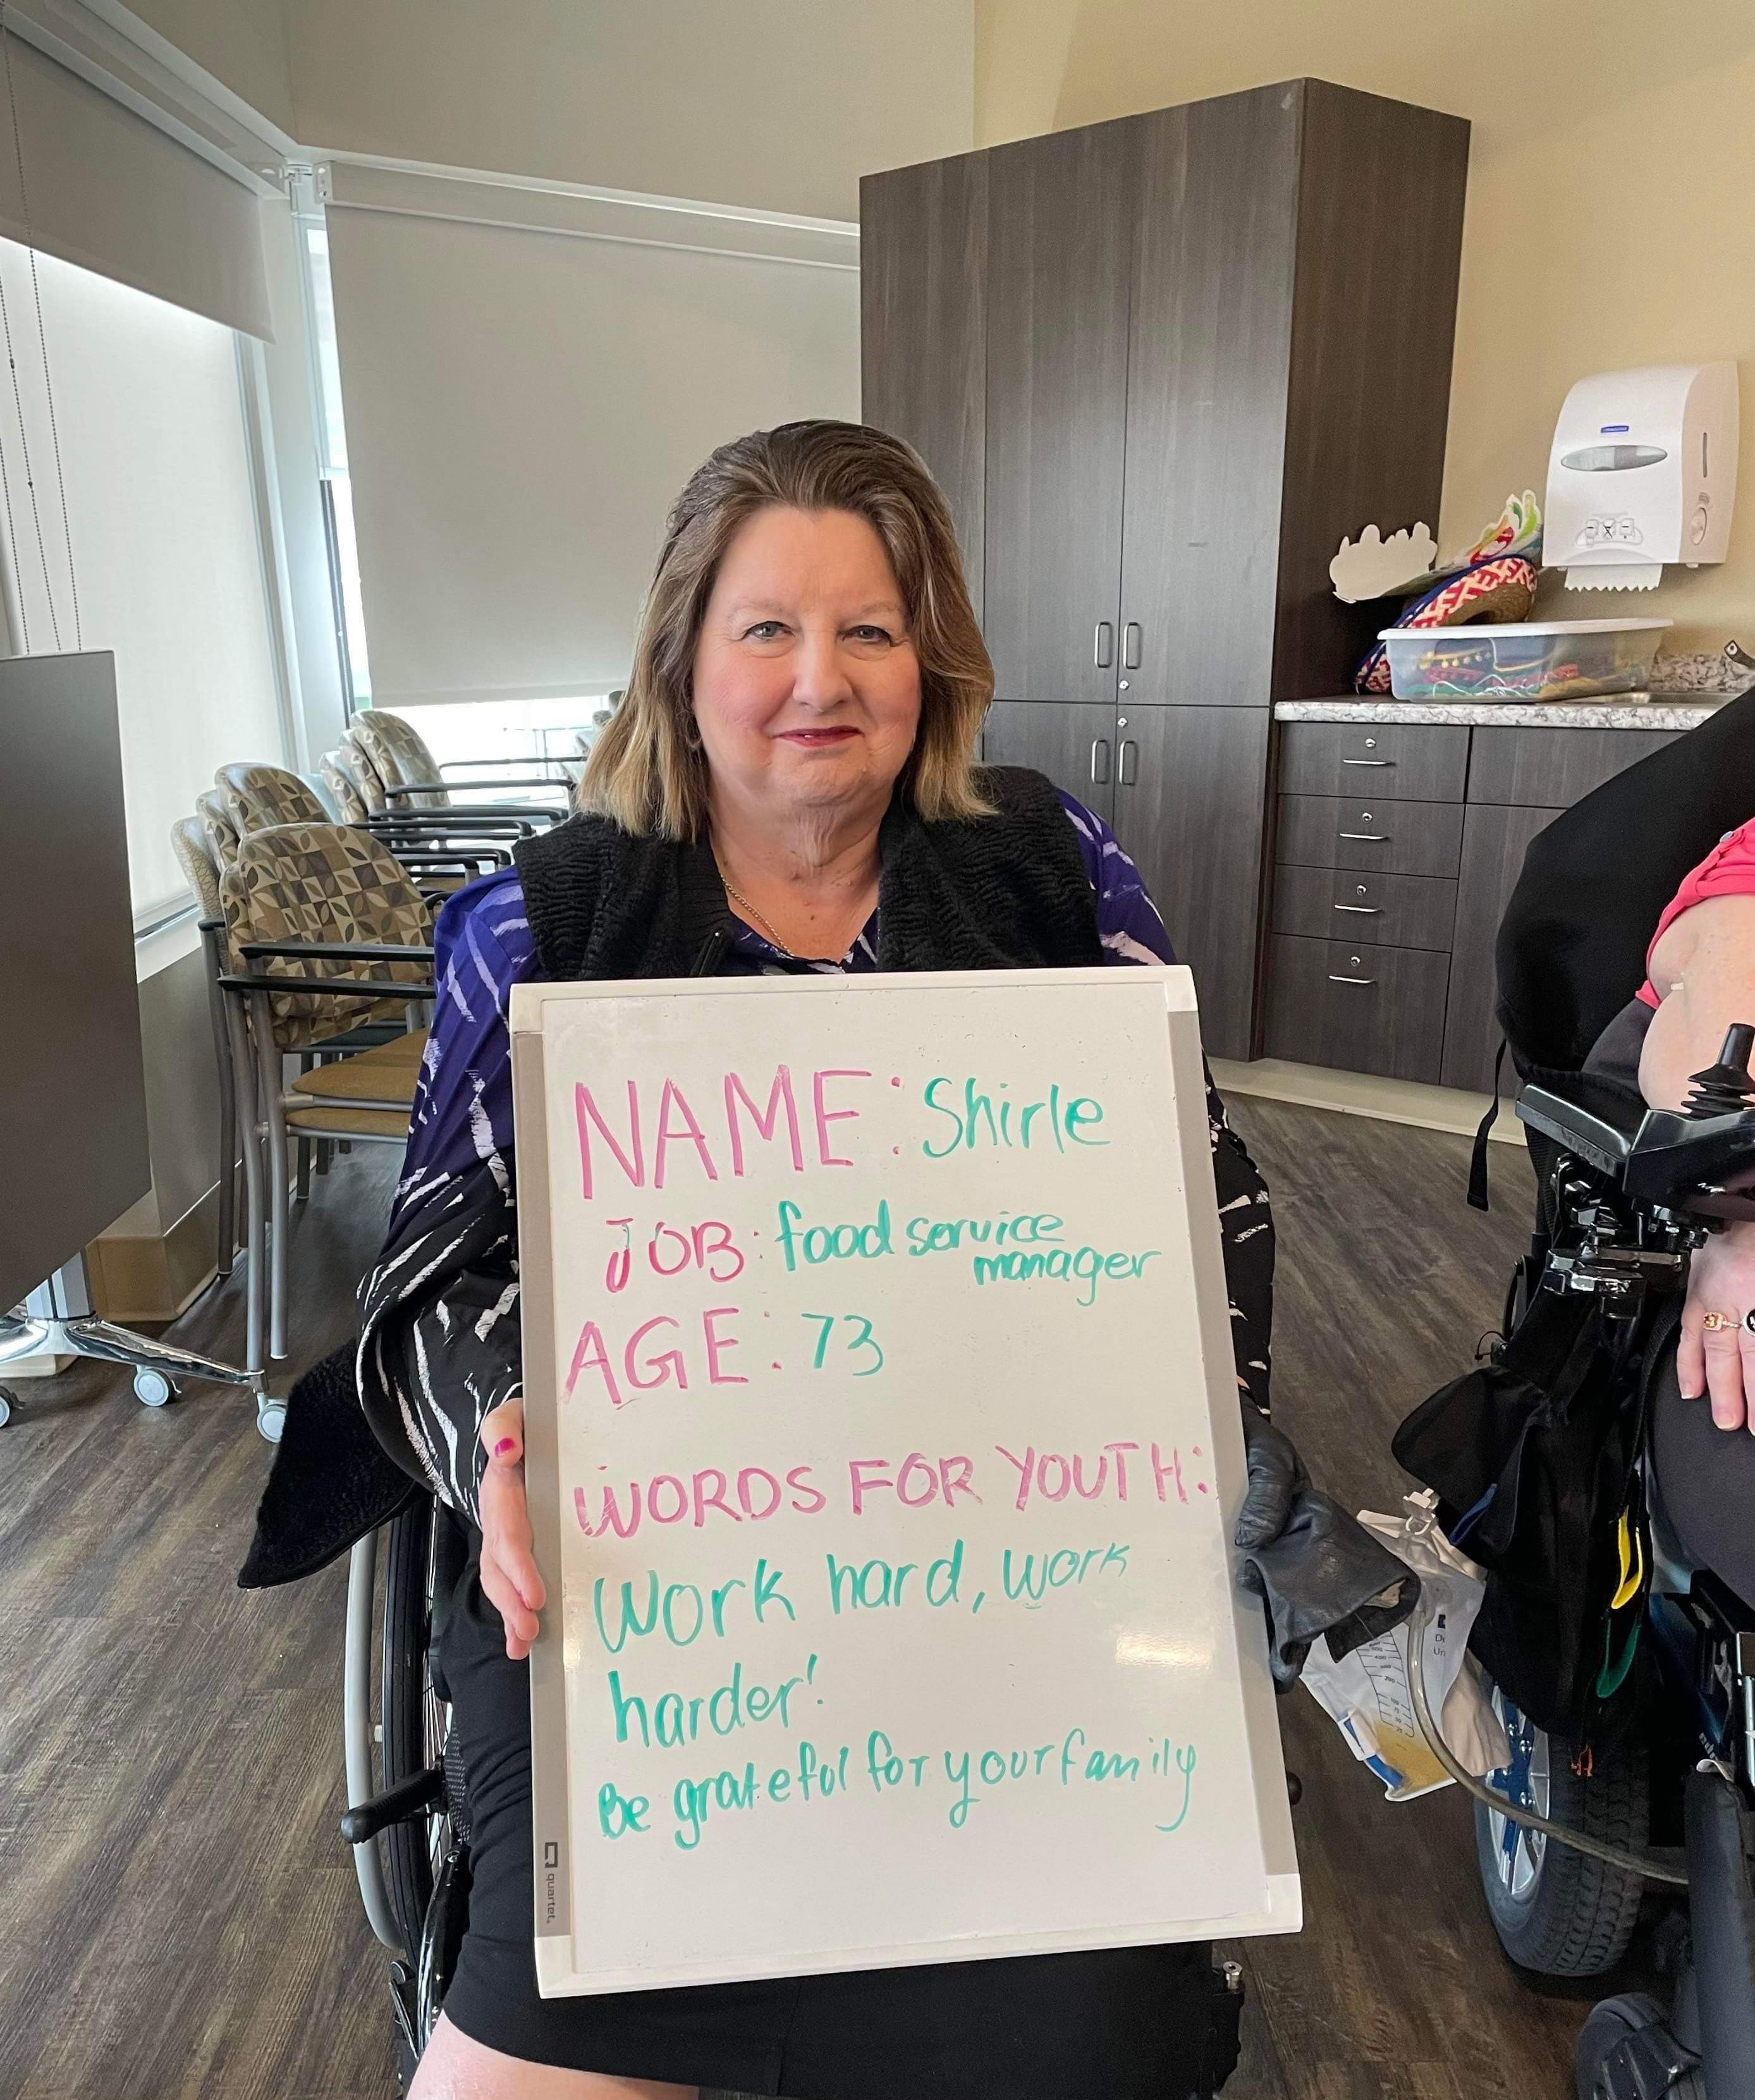 NAME: Shirle
JOB: food service
manager
AGE: 73
WORDS FOR YOUTH:
Work hard, work
harder!
Be grateful for your family
quartet